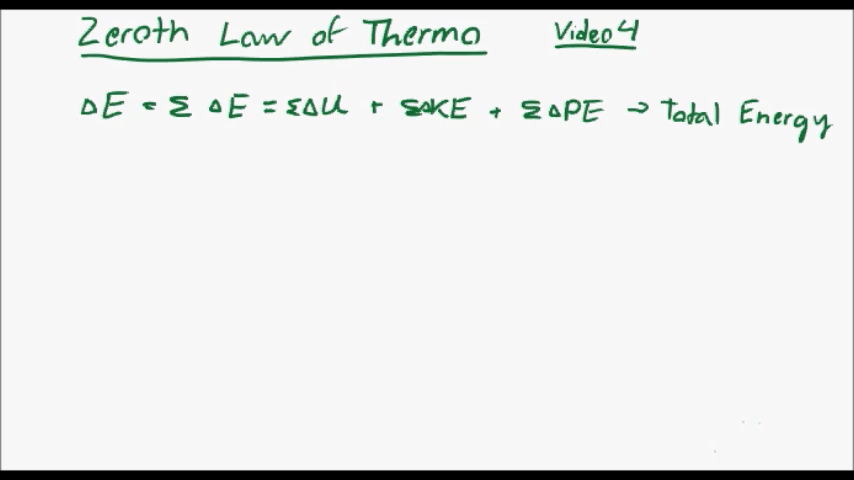 Zeroth Law of Thermo Video 4
ΔE = Σ ΔE = ΣΔU + ΣΔKE + ΣΔPE → Total Energy